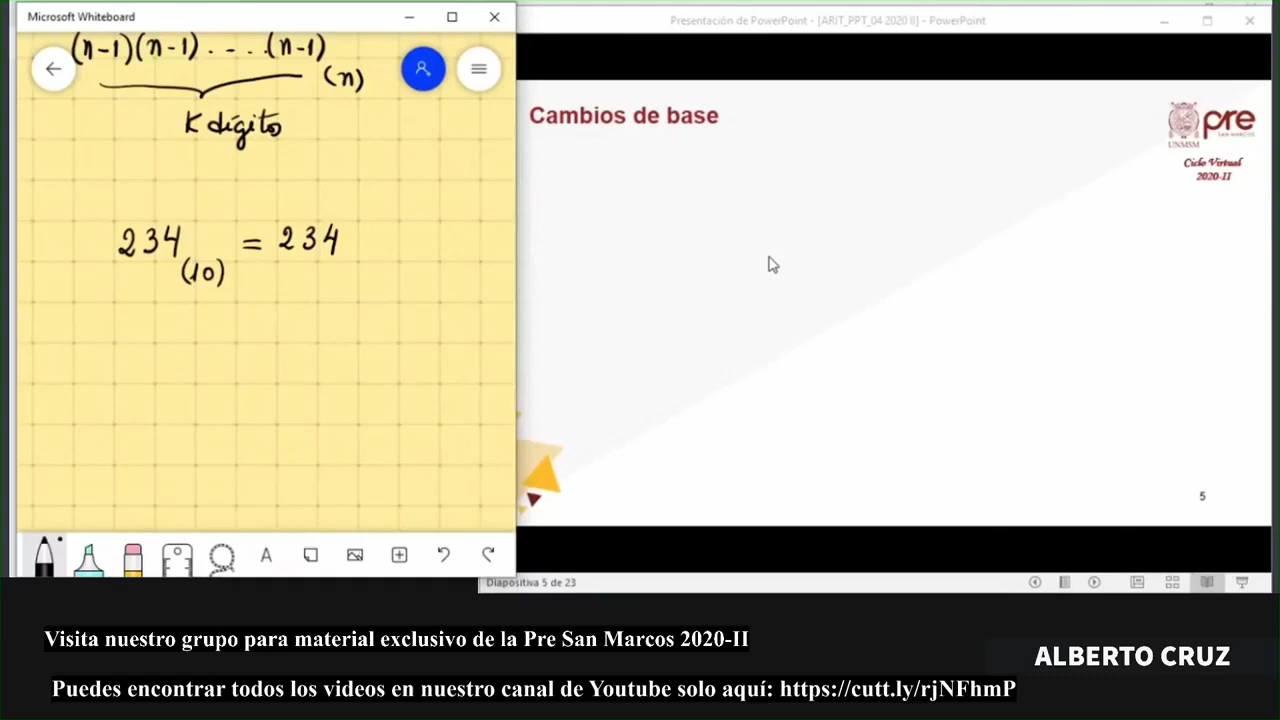 Microsoft Whiteboard
(n-1)(n-1) . - . . (n-1)
(n)
K dígito
234(10) = 234
A
Presentación de PowerPoint - [ARIT_PPT_04 2020 II] - PowerPoint
Cambios de base
pre
SAN MARCOS
UNMSM
Ciclo Virtual
2020-II
5
Diapositiva 5 de 23
Visita nuestro grupo para material exclusivo de la Pre San Marcos 2020-II
ALBERTO CRUZ
Puedes encontrar todos los videos en nuestro canal de Youtube solo aquí: https://cutt.ly/rjNFhmP